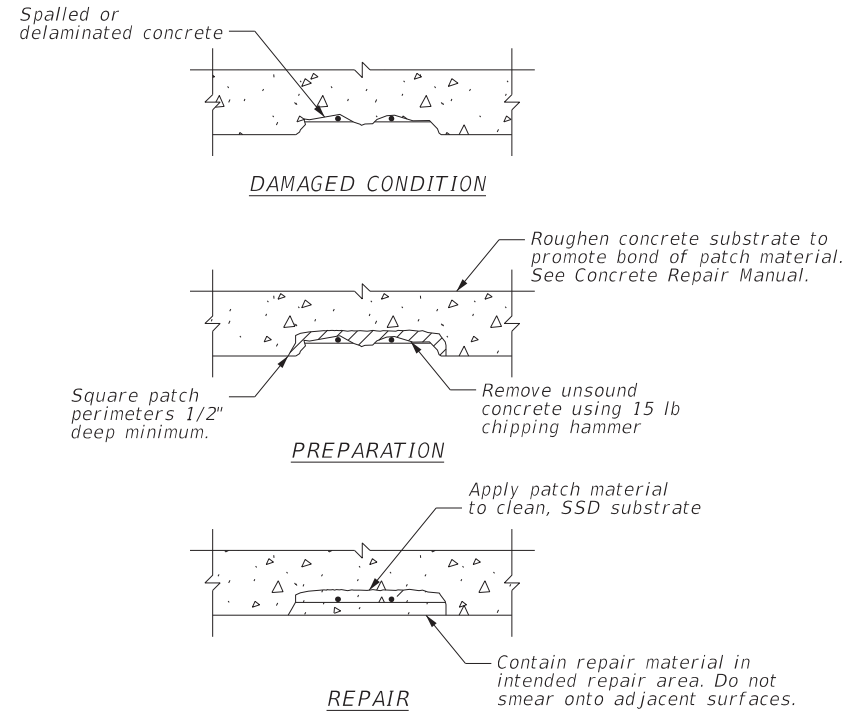 Spalled or
delaminated concrete
DAMAGED CONDITION
Roughen concrete substrate to
promote bond of patch material.
See Concrete Repair Manual.
Square patch
perimeters 1/2"
deep minimum.
Remove unsound
concrete using 15 lb
chipping hammer
PREPARATION
Apply patch material
to clean, SSD substrate
Contain repair material in
intended repair area. Do not
smear onto adjacent surfaces.
REPAIR